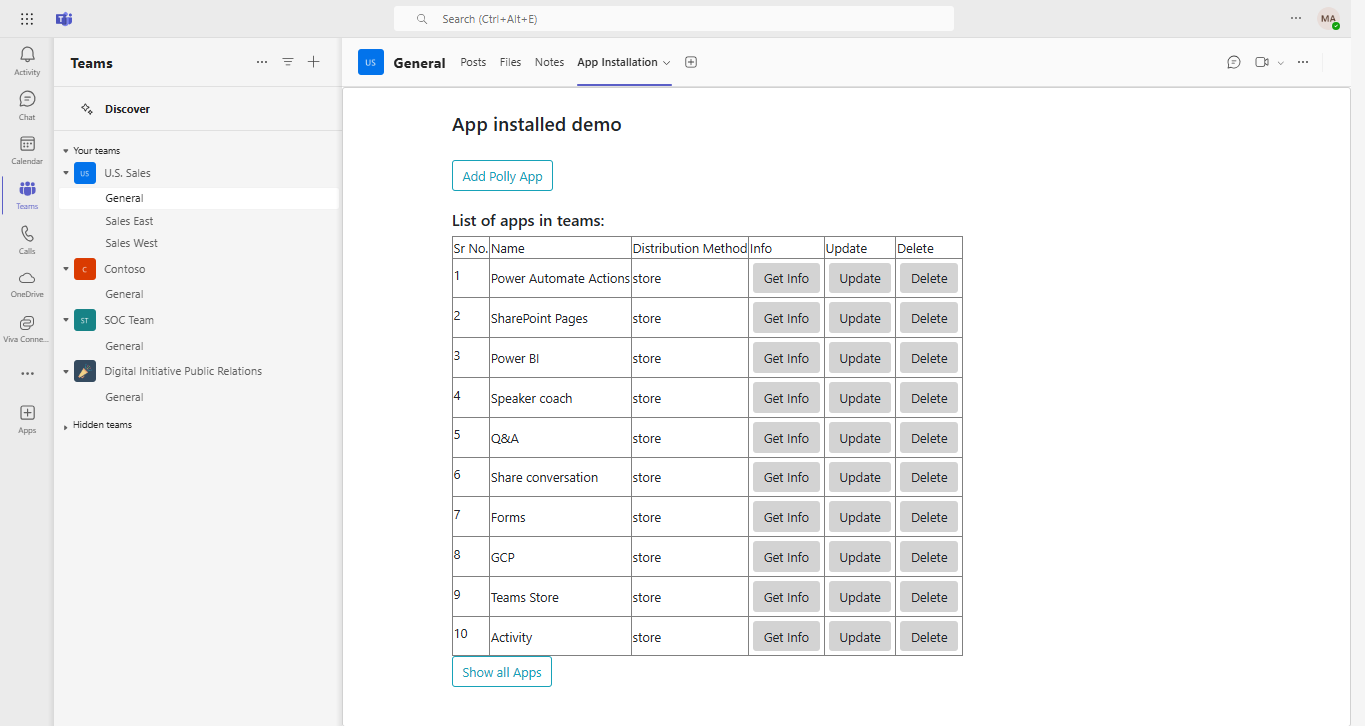 Search (Ctrl+Alt+E)
MA
Activity
Chat
Calendar
Teams
Calls
OneDrive
Viva Conne...
Apps
Teams
Discover
Your teams
US U.S. Sales
General
Sales East
Sales West
C Contoso
General
ST SOC Team
General
Digital Initiative Public Relations
General
Hidden teams
US General Posts Files Notes App Installation
App installed demo
Add Polly App
List of apps in teams:
Sr No. Name Distribution Method Info Update Delete
1 Power Automate Actions store Get Info Update Delete
2 SharePoint Pages store Get Info Update Delete
3 Power BI store Get Info Update Delete
4 Speaker coach store Get Info Update Delete
5 Q&A store Get Info Update Delete
6 Share conversation store Get Info Update Delete
7 Forms store Get Info Update Delete
8 GCP store Get Info Update Delete
9 Teams Store store Get Info Update Delete
10 Activity store Get Info Update Delete
Show all Apps